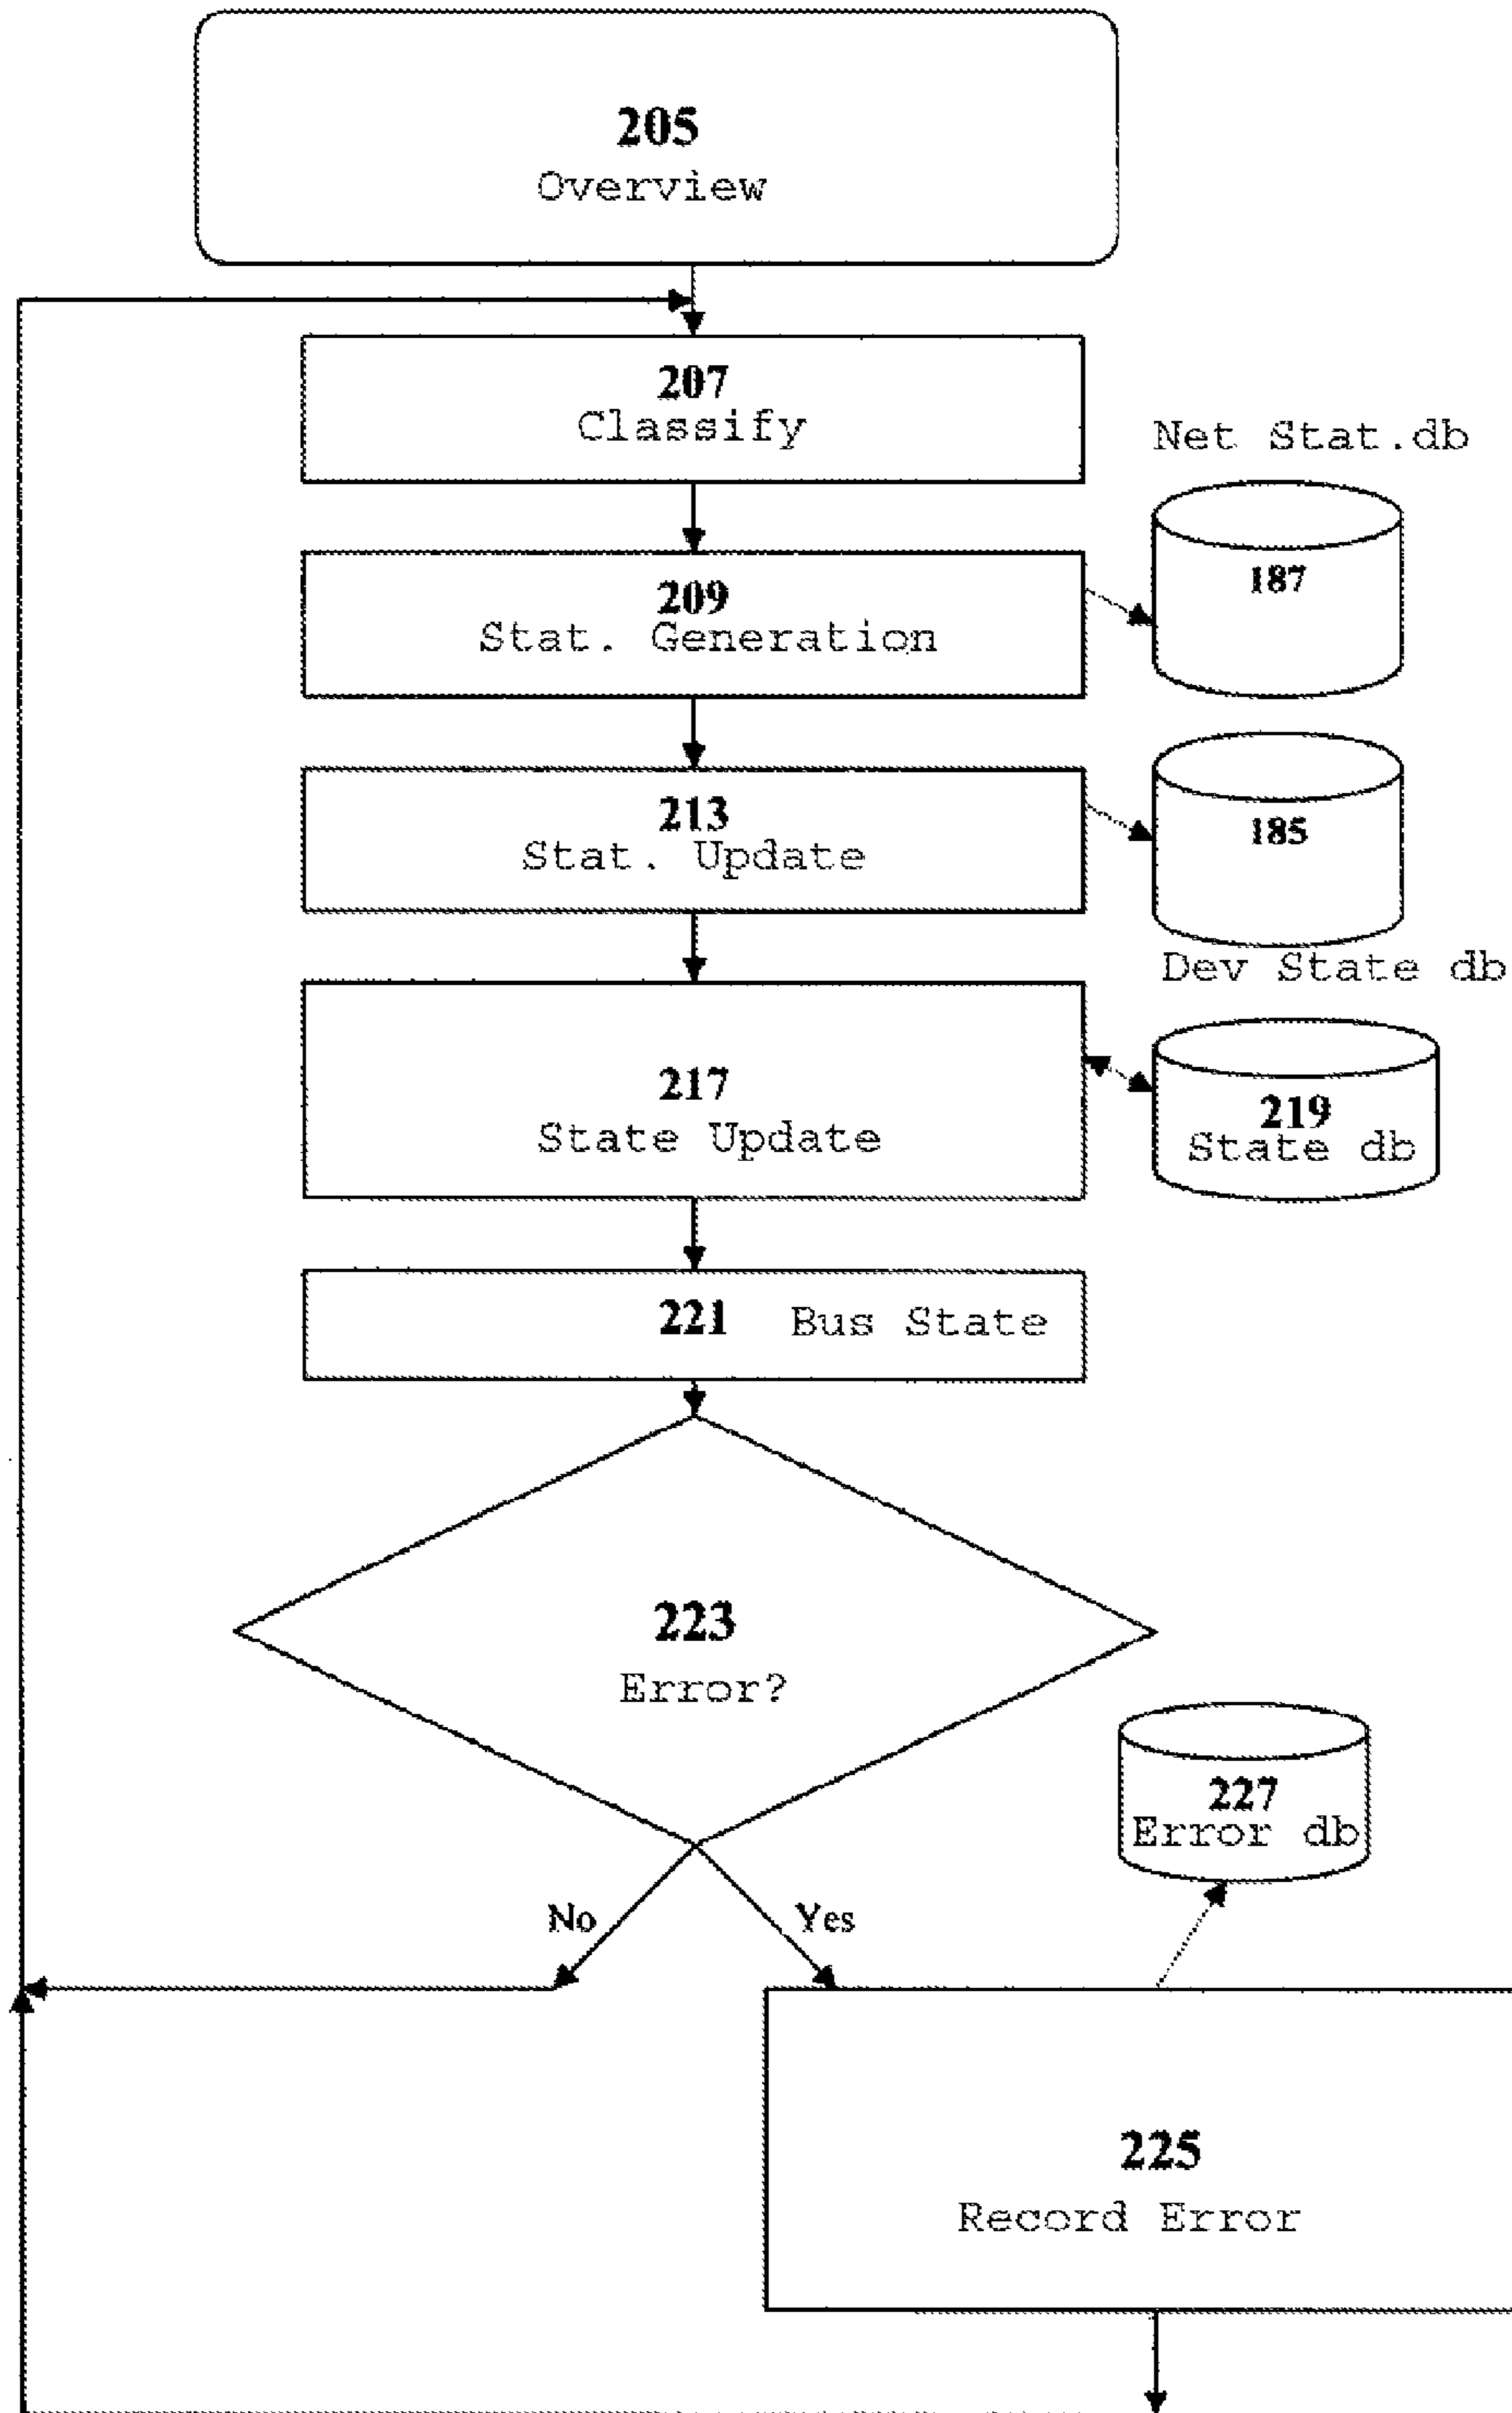 205
Overview
207
Classify
Net Stat.db
187
209
Stat. Generation
213
Stat. Update
185
Dev State db
217
State Update
219
State db
221 Bus State
223
Error?
227
Error db
No
Yes
225
Record Error